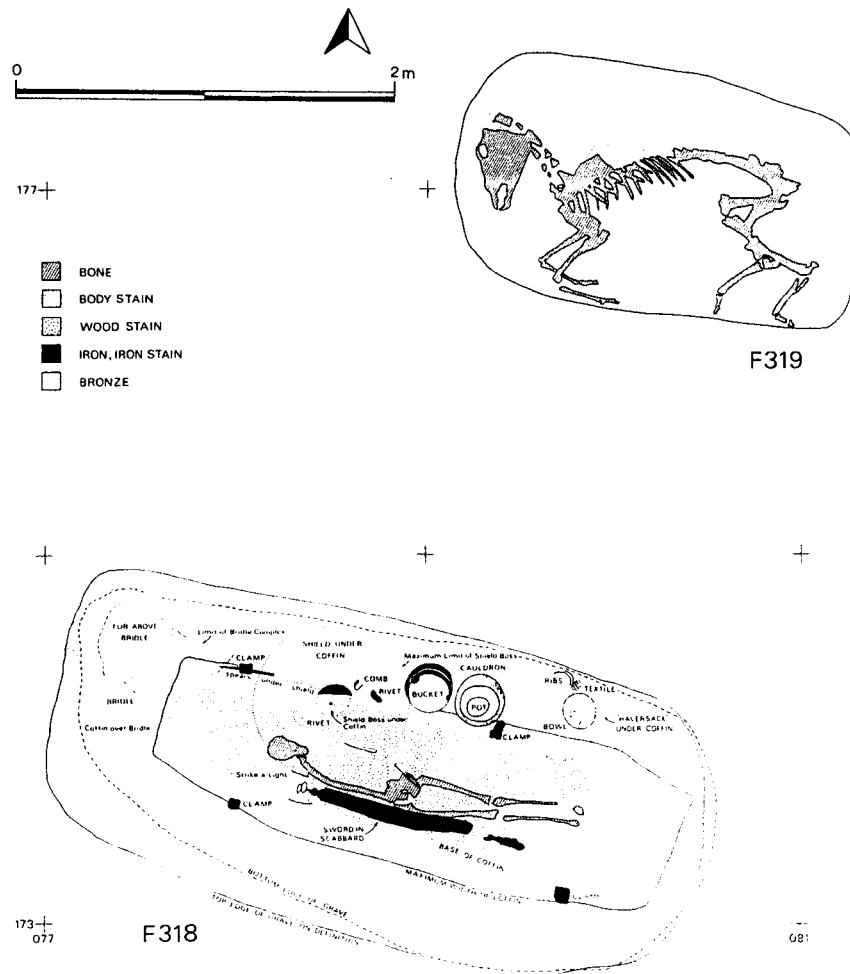 0 2m
177
BONE
BODY STAIN
WOOD STAIN
IRON, IRON STAIN
BRONZE
F319
TUB ABOVE
BRIDLE
Limit of Bridle Complex
CLAMP
Spears under shield
SHIELD UNDER
COFFIN
COMB
RIVET
Maximum Limit of Shield Boss
CAULDRON
BUCKET
POT
RIBS
TEXTILE
BOWL
HAVERSACK
UNDER COFFIN
CLAMP
BRIDLE
Coffin over Bridle
RIVET
Shield Boss under
Coffin
Strike a Light
CLAMP
SWORD IN
SCABBARD
BASE OF COFFIN
MAXIMUM WIDTH OF COFFIN
BOTTOM EDGE OF GRAVE
TOP EDGE OF GRAVE ON DEFINITION
173
077
F318
081